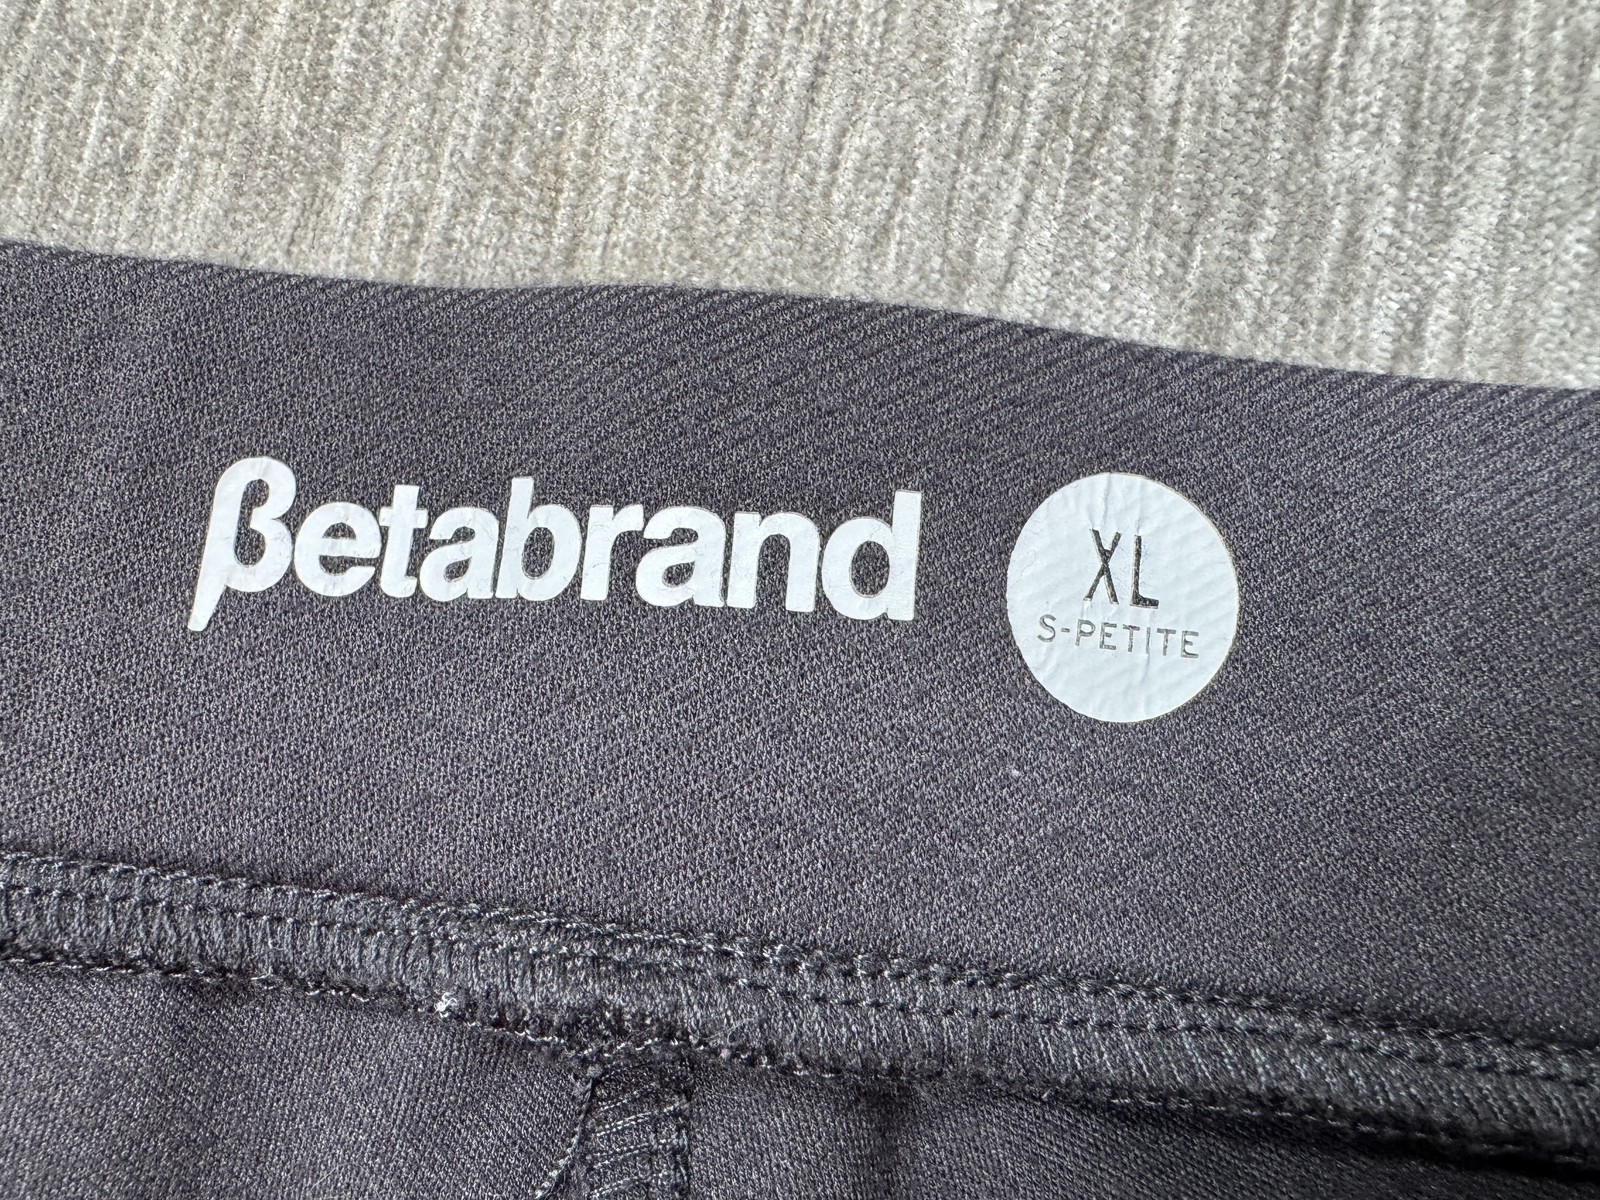 βetabrand
XL
S-PETITE